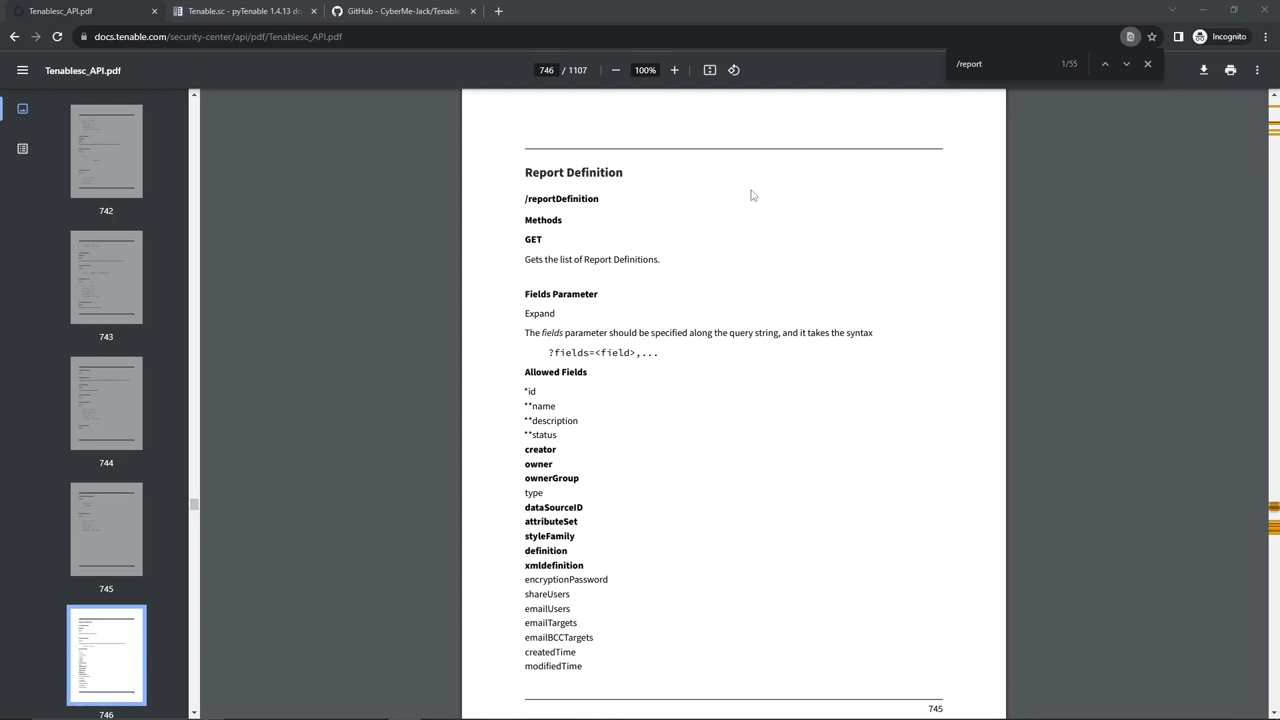 Tenablesc_API.pdf
Tenable.sc - pyTenable 1.4.13 do
GitHub - CyberMe-Jack/Tenable
docs.tenable.com/security-center/api/pdf/Tenablesc_API.pdf
Incognito
Tenablesc_API.pdf
746 / 1107
100%
/report
1/55
742
743
744
745
746
Report Definition
/reportDefinition
Methods
GET
Gets the list of Report Definitions.
Fields Parameter
Expand
The fields parameter should be specified along the query string, and it takes the syntax
?fields=<field>,...
Allowed Fields
*id
**name
**description
**status
creator
owner
ownerGroup
type
dataSourceID
attributeSet
styleFamily
definition
xmldefinition
encryptionPassword
shareUsers
emailUsers
emailTargets
emailBCCTargets
createdTime
modifiedTime
745